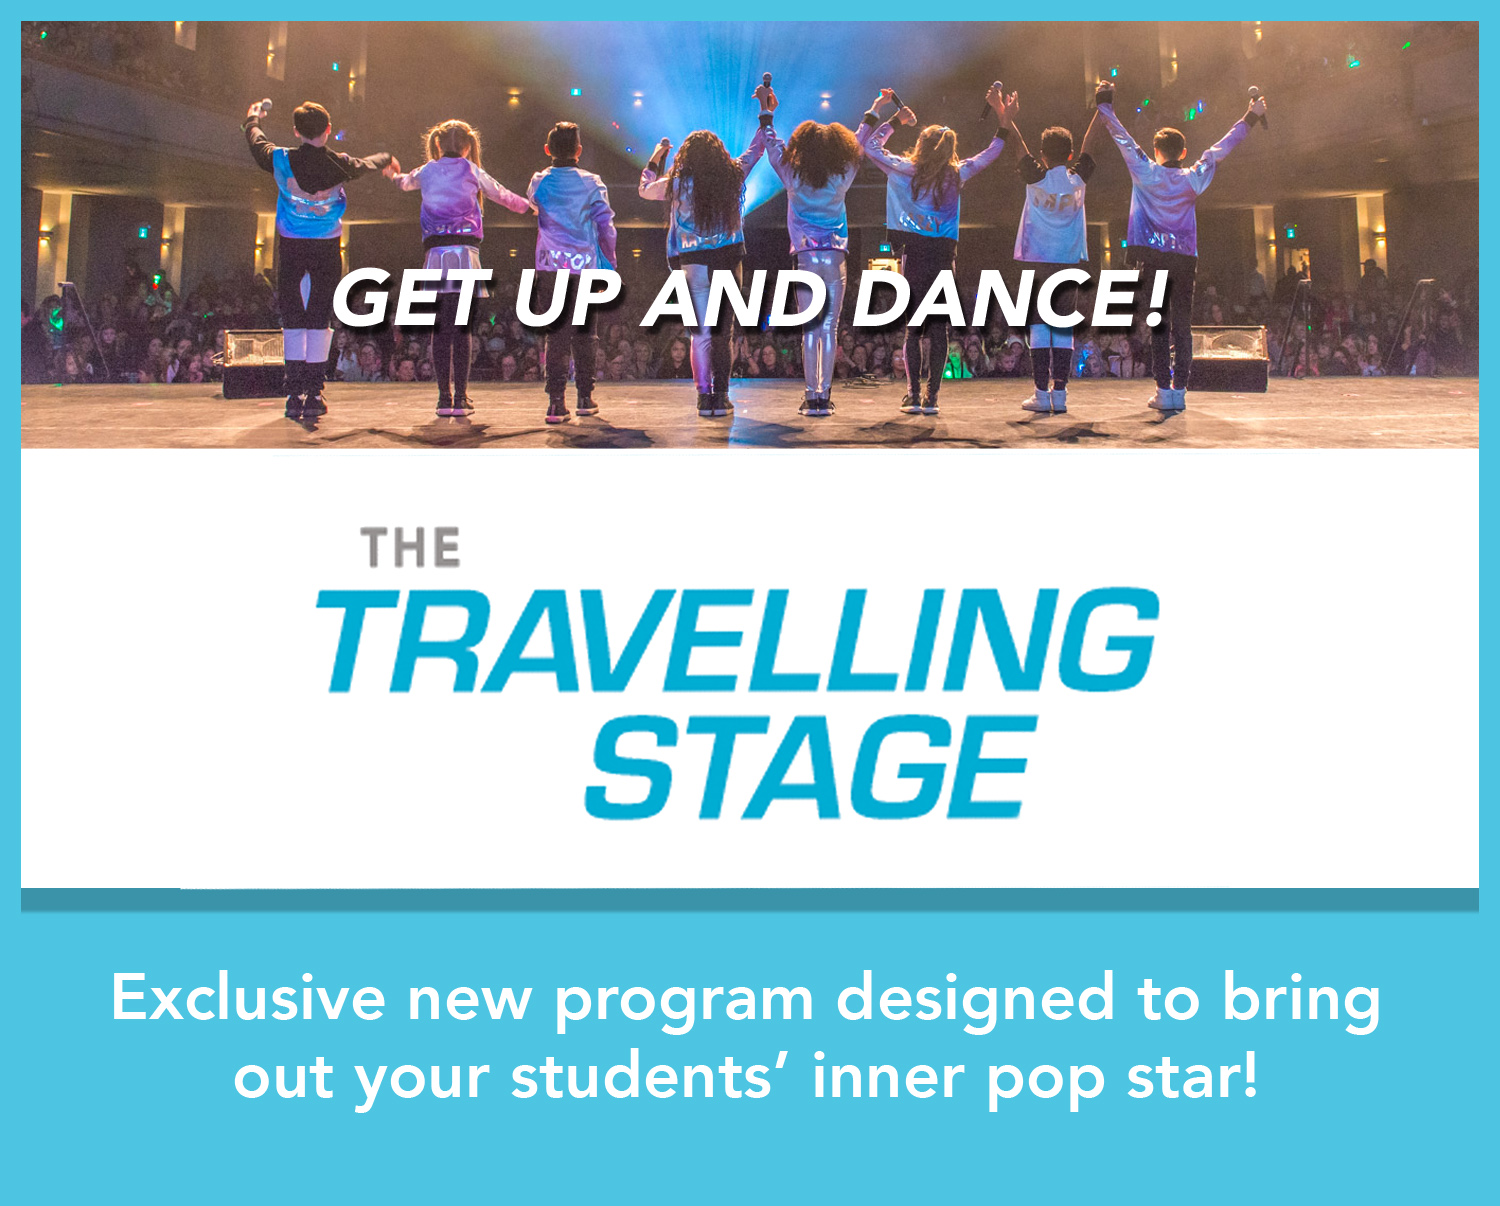 GET UP AND DANCE!
THE
TRAVELLING
STAGE
Exclusive new program designed to bring
out your students’ inner pop star!